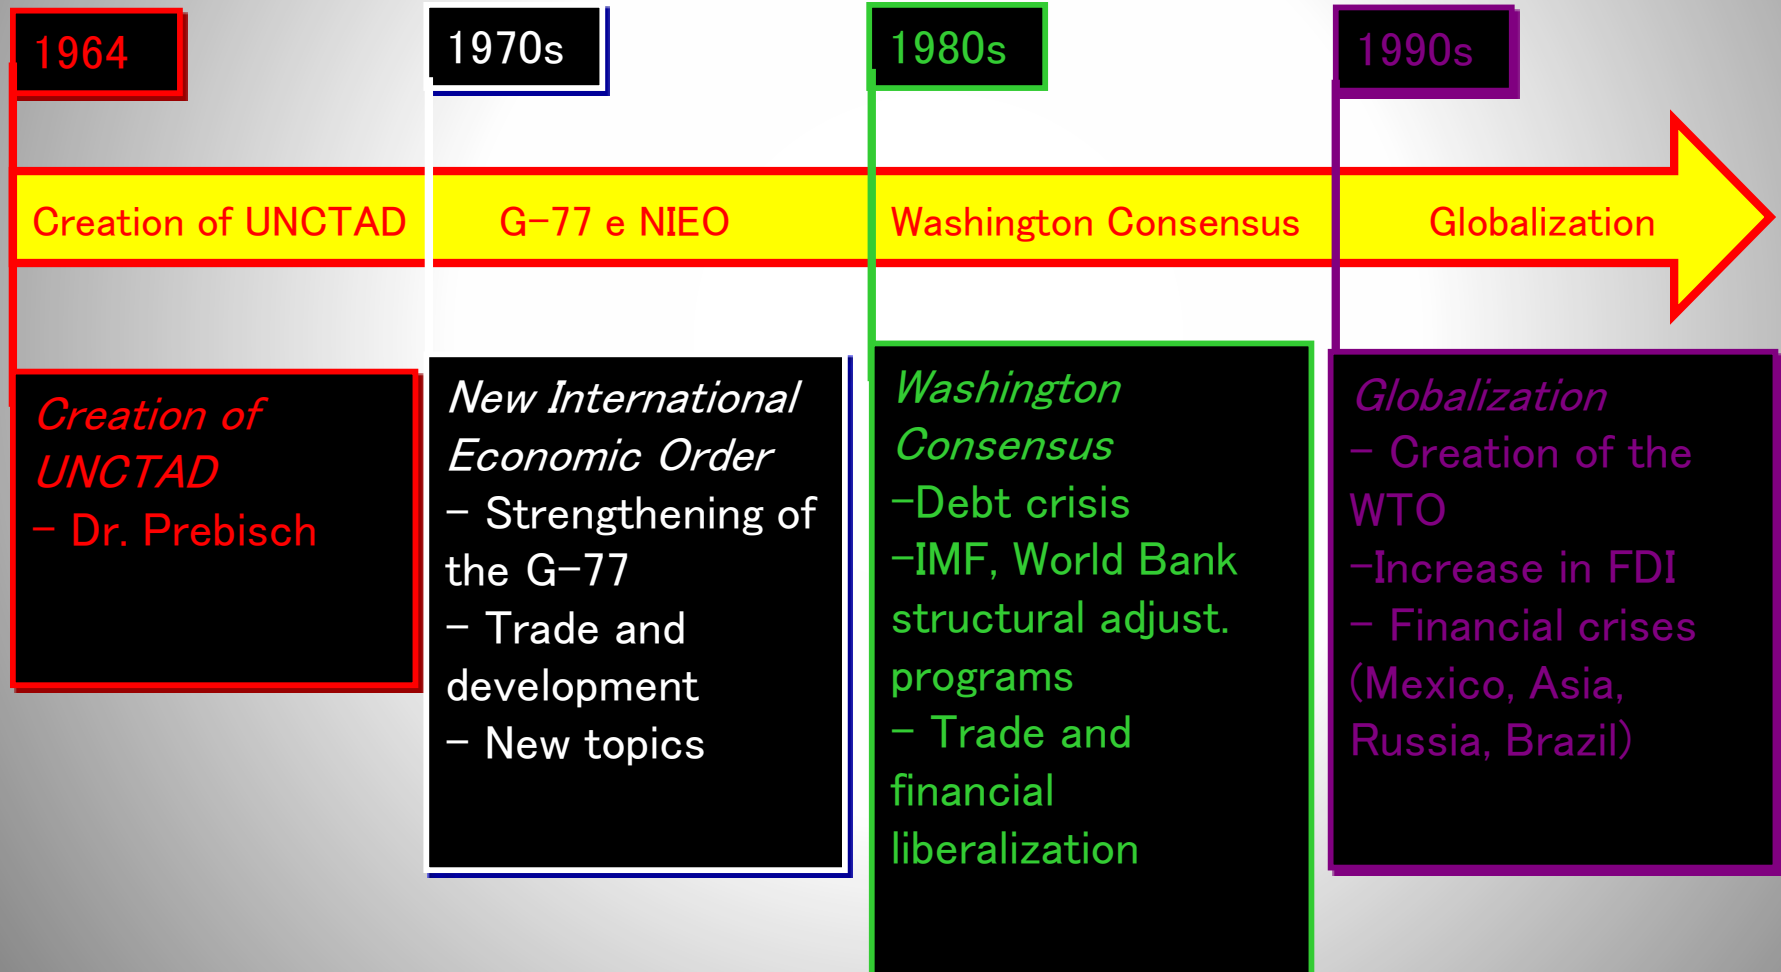 1964
1970s
1980s
1990s
Creation of UNCTAD
G-77 e NIEO
Washington Consensus
Globalization
Creation of
UNCTAD
- Dr. Prebisch
New International
Economic Order
- Strengthening of
the G-77
- Trade and
development
- New topics
Washington
Consensus
-Debt crisis
-IMF, World Bank
structural adjust.
programs
- Trade and
financial
liberalization
Globalization
- Creation of the
WTO
-Increase in FDI
- Financial crises
(Mexico, Asia,
Russia, Brazil)